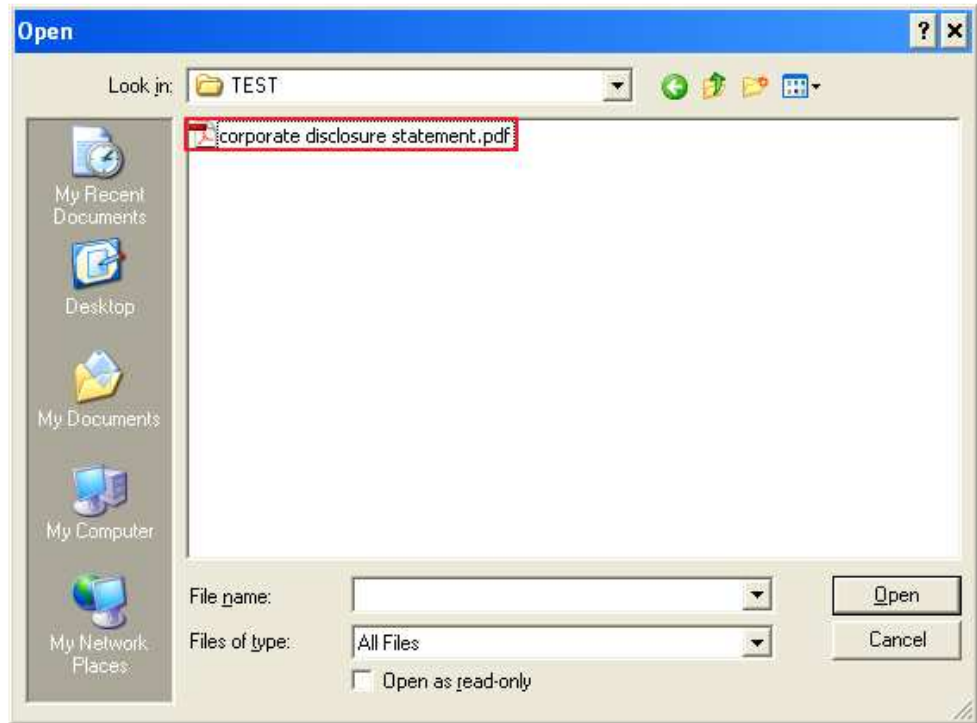 Open
Look in:
TEST
corporate disclosure statement.pdf
My Recent
Documents
Desktop
My Documents
My Computer
My Network
Places
File name:
Open
Files of type:
All Files
Cancel
Open as read-only